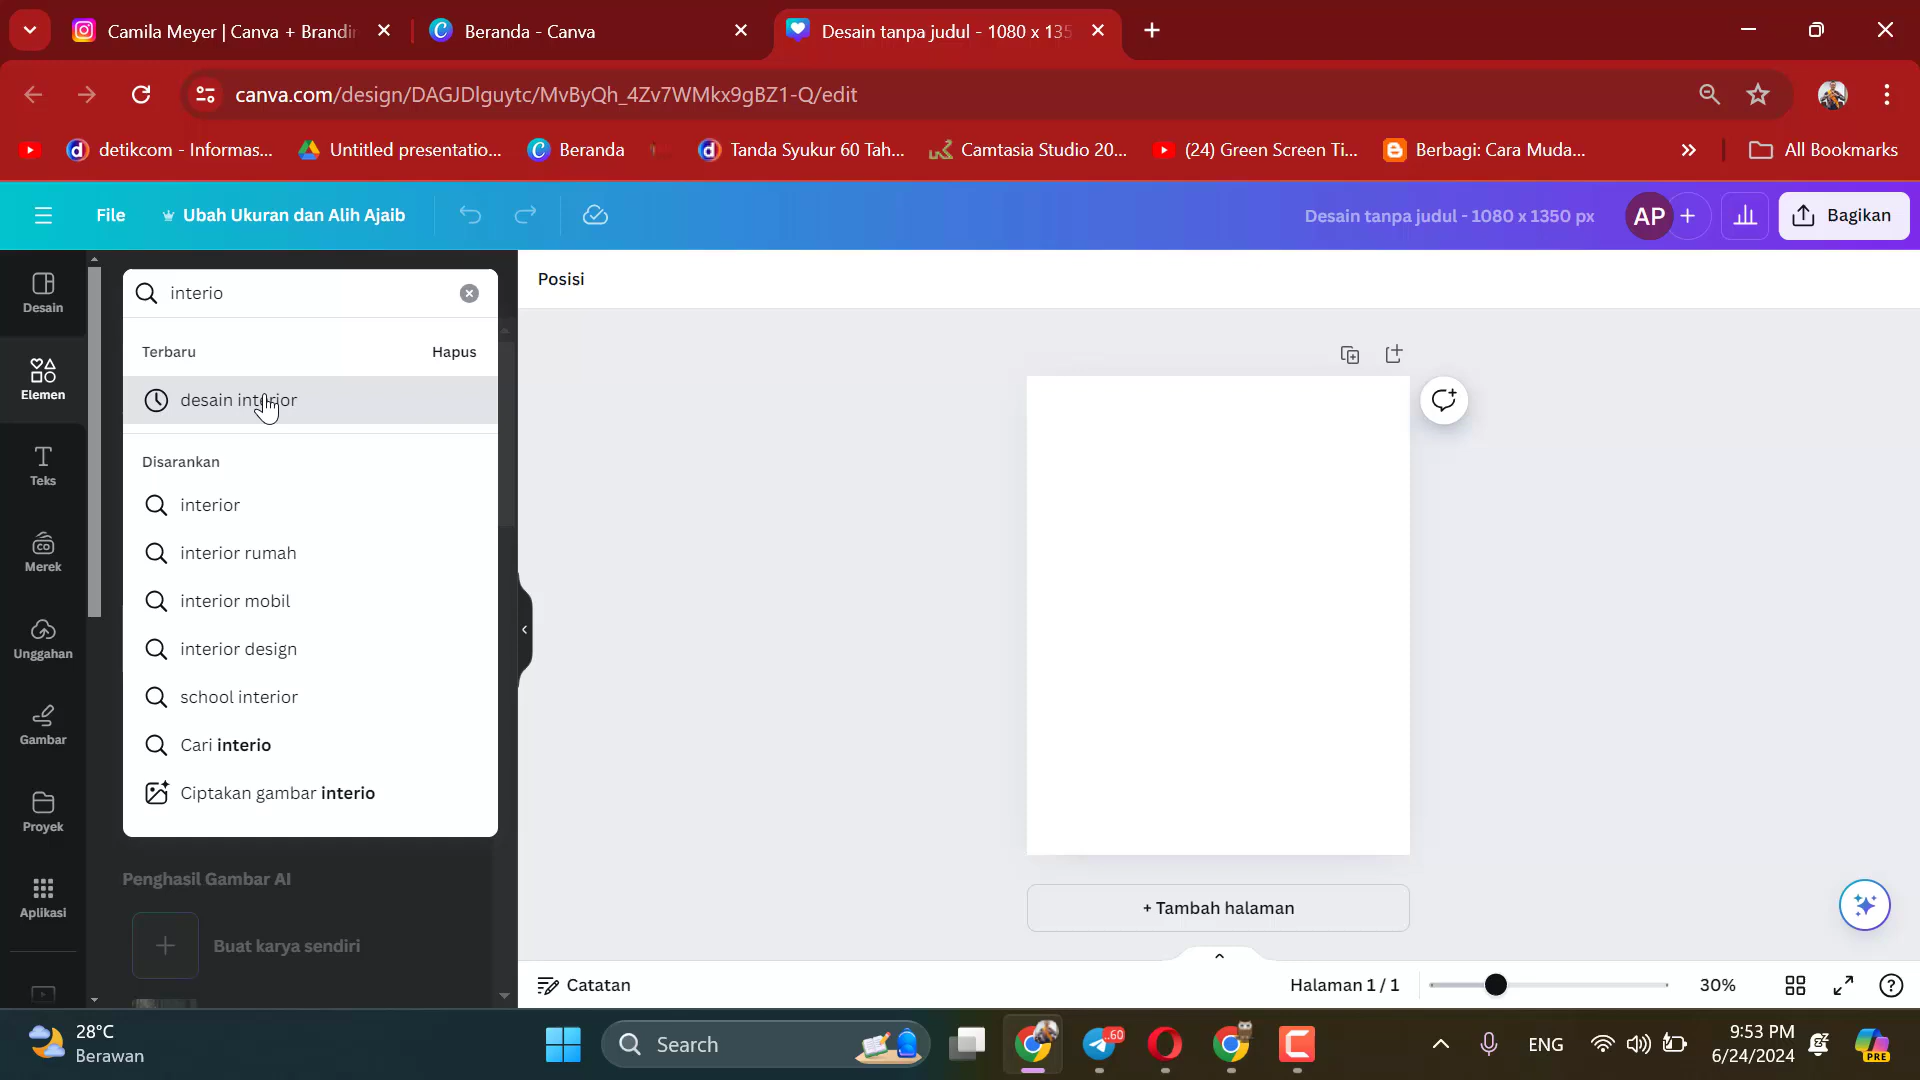 Camila Meyer | Canva + Brandin
Beranda - Canva
Desain tanpa judul - 1080 x 135
canva.com/design/DAGJDlguytc/MvByQh_4Zv7WMkx9gBZ1-Q/edit
detikcom - Informas...
Untitled presentatio...
Beranda
Tanda Syukur 60 Tah...
Camtasia Studio 20...
(24) Green Screen Ti...
Berbagi: Cara Muda...
All Bookmarks
File
Ubah Ukuran dan Alih Ajaib
Desain tanpa judul - 1080 x 1350 px
AP
Bagikan
Desain
Elemen
Teks
Merek
Unggahan
Gambar
Proyek
Aplikasi
interio
Terbaru
Hapus
desain interior
Disarankan
interior
interior rumah
interior mobil
interior design
school interior
Cari interio
Ciptakan gambar interio
Penghasil Gambar AI
Buat karya sendiri
Posisi
+ Tambah halaman
Catatan
Halaman 1 / 1
30%
28°C
Berawan
Search
.60
ENG
9:53 PM
6/24/2024
PRE